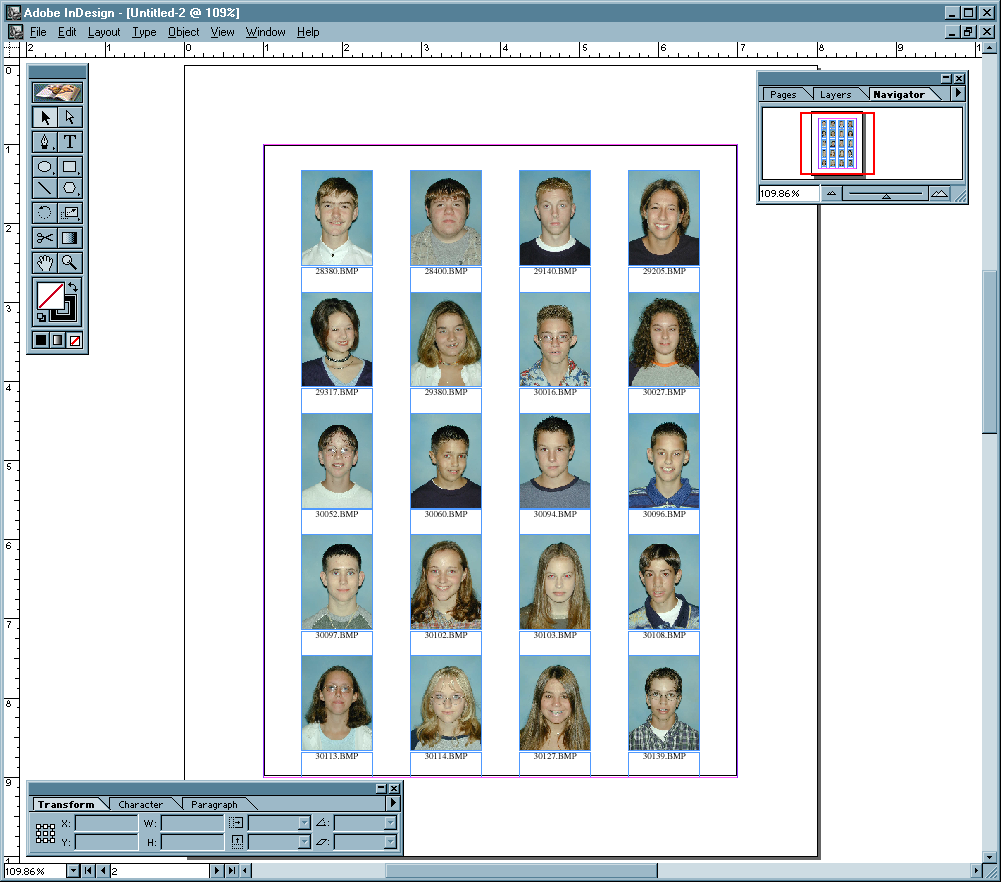 Adobe InDesign - [Untitled-2 @ 109%]
File Edit Layout Type Object View Window Help
2 1 0 1 2 3 4 5 6 7 8 9 1
0
1
2
3
4
5
6
7
8
9
1
T
Pages Layers Navigator
109.86%
28380.BMP 28400.BMP 29140.BMP 29205.BMP
29317.BMP 29380.BMP 30016.BMP 30027.BMP
30052.BMP 30060.BMP 30094.BMP 30096.BMP
30097.BMP 30102.BMP 30103.BMP 30108.BMP
30113.BMP 30114.BMP 30127.BMP 30139.BMP
Transform Character Paragraph
X: W:
Y: H:
109.86% 2